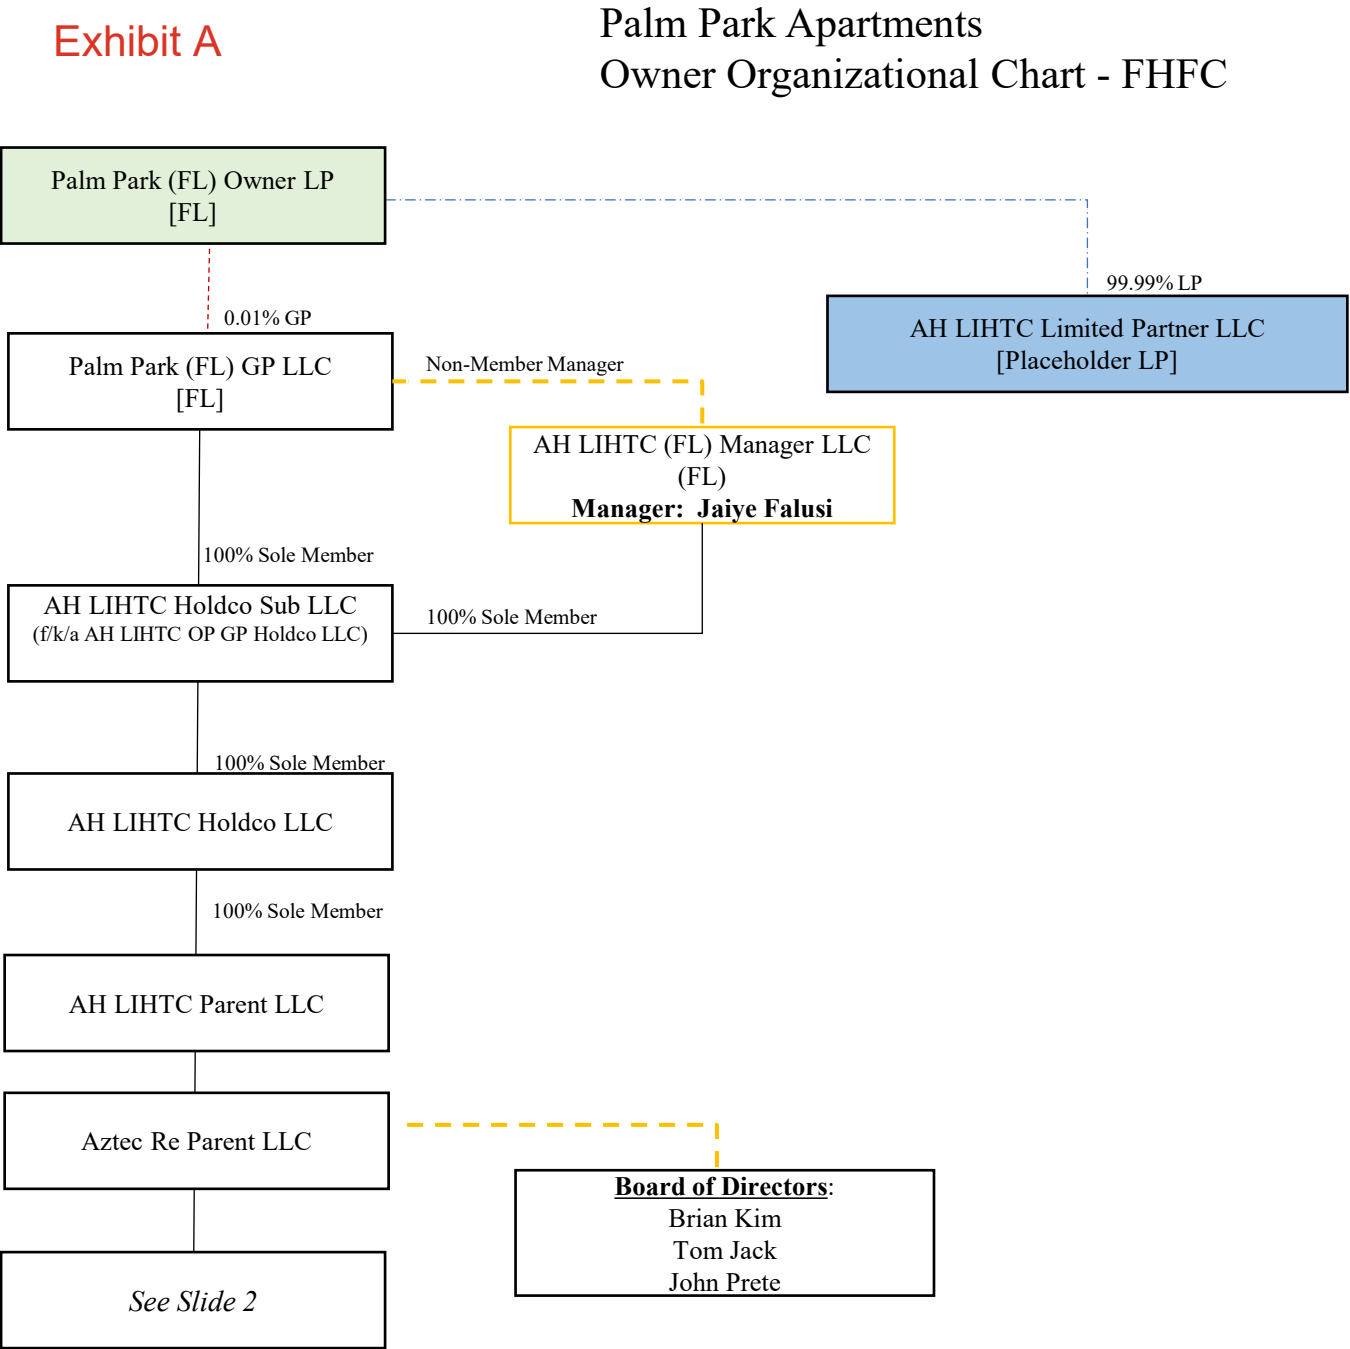 Exhibit A
Palm Park Apartments
Owner Organizational Chart - FHFC
Palm Park (FL) Owner LP
[FL]
99.99% LP
0.01% GP
AH LIHTC Limited Partner LLC
[Placeholder LP]
Palm Park (FL) GP LLC
[FL]
Non-Member Manager
AH LIHTC (FL) Manager LLC
(FL)
Manager: Jaiye Falusi
100% Sole Member
AH LIHTC Holdco Sub LLC
(f/k/a AH LIHTC OP GP Holdco LLC)
100% Sole Member
100% Sole Member
AH LIHTC Holdco LLC
100% Sole Member
AH LIHTC Parent LLC
Aztec Re Parent LLC
Board of Directors:
Brian Kim
Tom Jack
John Prete
See Slide 2